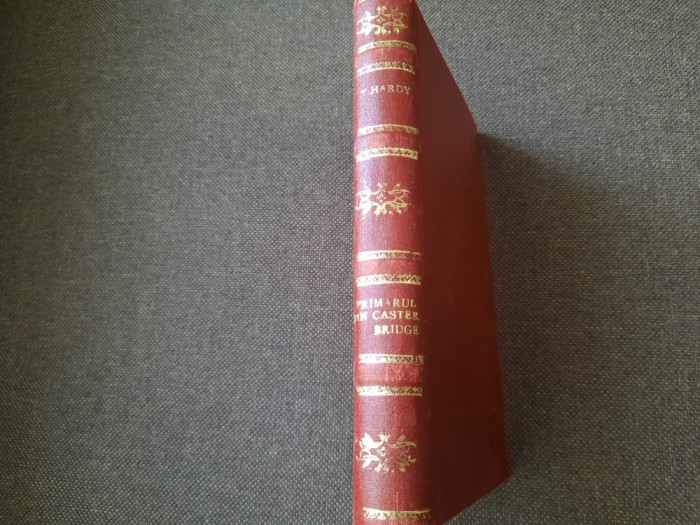 T.HARDY
PRIMARUL
DIN CASTER
BRIDGE